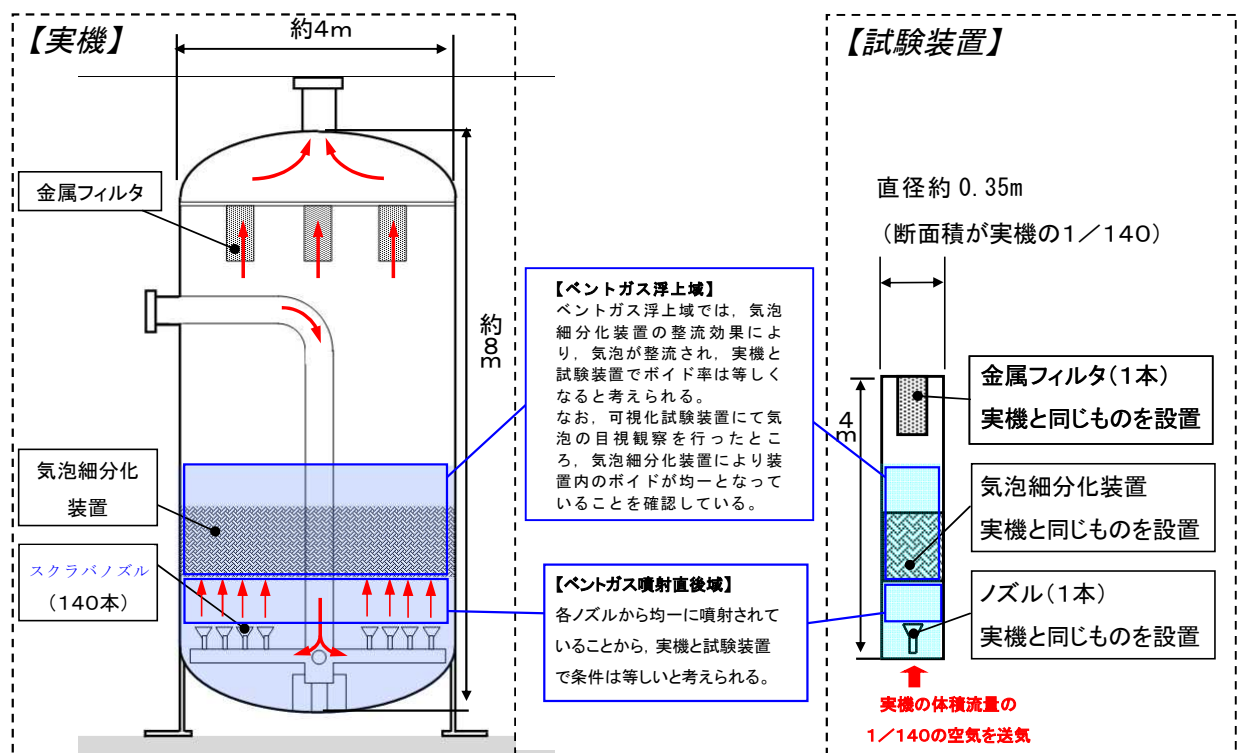 【実機】
約4m
金属フィルタ
約8m
気泡細分化
装置
スクラバノズル
(140本)
【ベントガス浮上域】
ベントガス浮上域では，気泡
細分化装置の整流効果によ
り，気泡が整流され，実機と
試験装置でボイド率は等しく
なると考えられる。
なお，可視化試験装置にて気
泡の目視観察を行ったとこ
ろ，気泡細分化装置により装
置内のボイドが均一となって
いることを確認している。
【ベントガス噴射直後域】
各ノズルから均一に噴射されて
いることから，実機と試験装置
で条件は等しいと考えられる。
【試験装置】
直径約 0.35m
（断面積が実機の1／140）
4m
金属フィルタ(1本)
実機と同じものを設置
気泡細分化装置
実機と同じものを設置
ノズル(1本)
実機と同じものを設置
実機の体積流量の
1／140の空気を送気